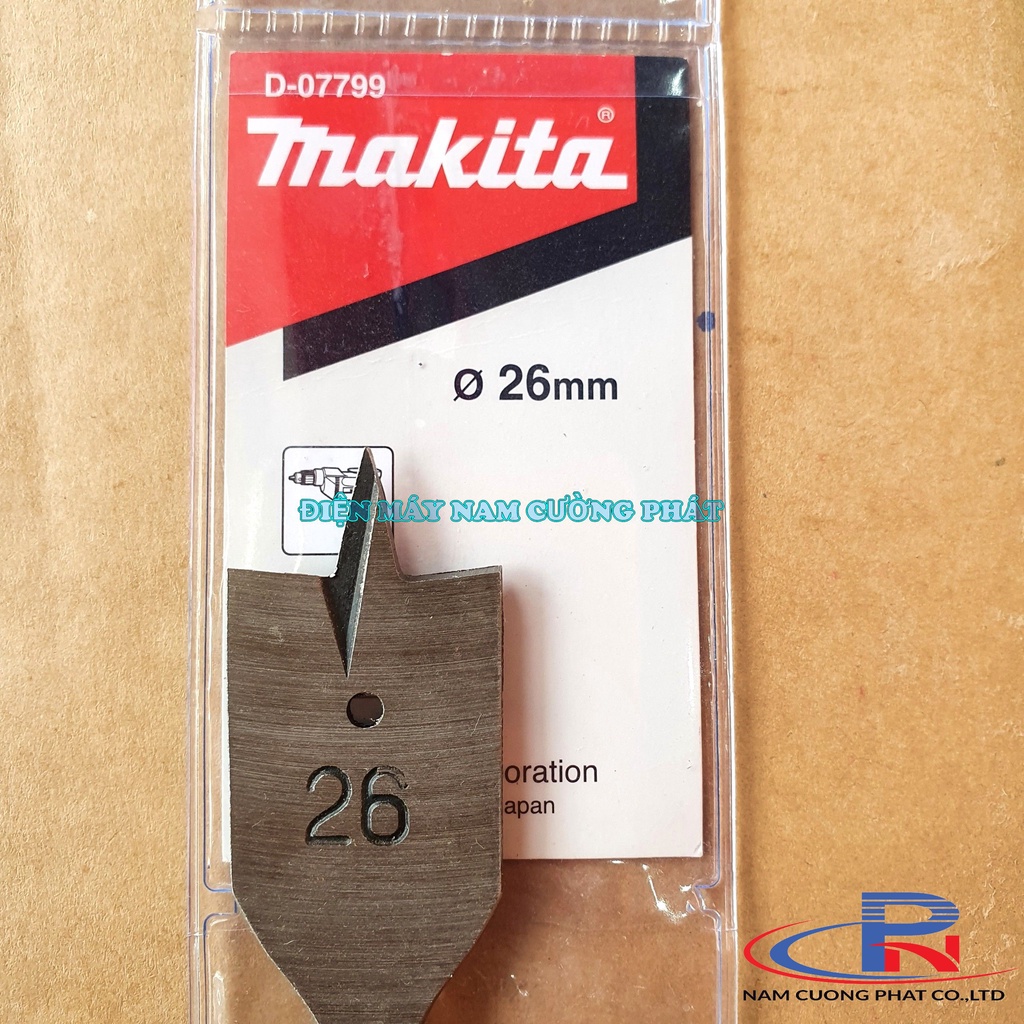 D-07799
makita®
Ø 26mm
ĐIỆN MÁY NAM CƯỜNG PHÁT
oration
apan
26
NAM CUONG PHAT CO.,LTD